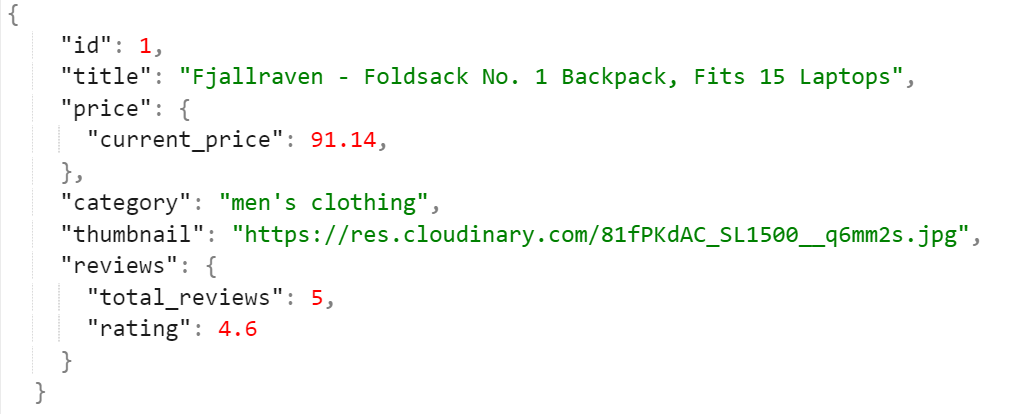 {
"id": 1,
"title": "Fjallraven - Foldsack No. 1 Backpack, Fits 15 Laptops",
"price": {
"current_price": 91.14,
},
"category": "men's clothing",
"thumbnail": "https://res.cloudinary.com/81fPKdAC_SL1500__q6mm2s.jpg",
"reviews": {
"total_reviews": 5,
"rating": 4.6
}
}